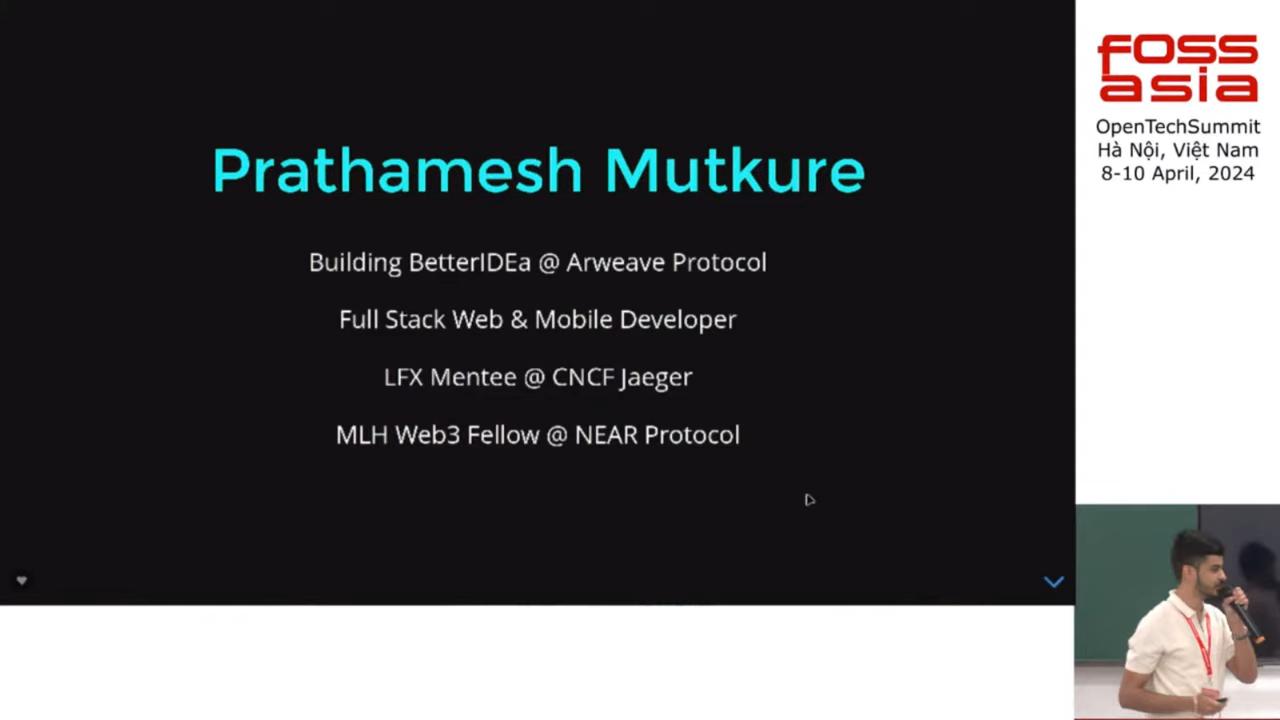 Prathamesh Mutkure
Building BetterIDEa @ Arweave Protocol
Full Stack Web & Mobile Developer
LFX Mentee @ CNCF Jaeger
MLH Web3 Fellow @ NEAR Protocol
FOSS
asia
OpenTechSummit
Hà Nội, Việt Nam
8-10 April, 2024